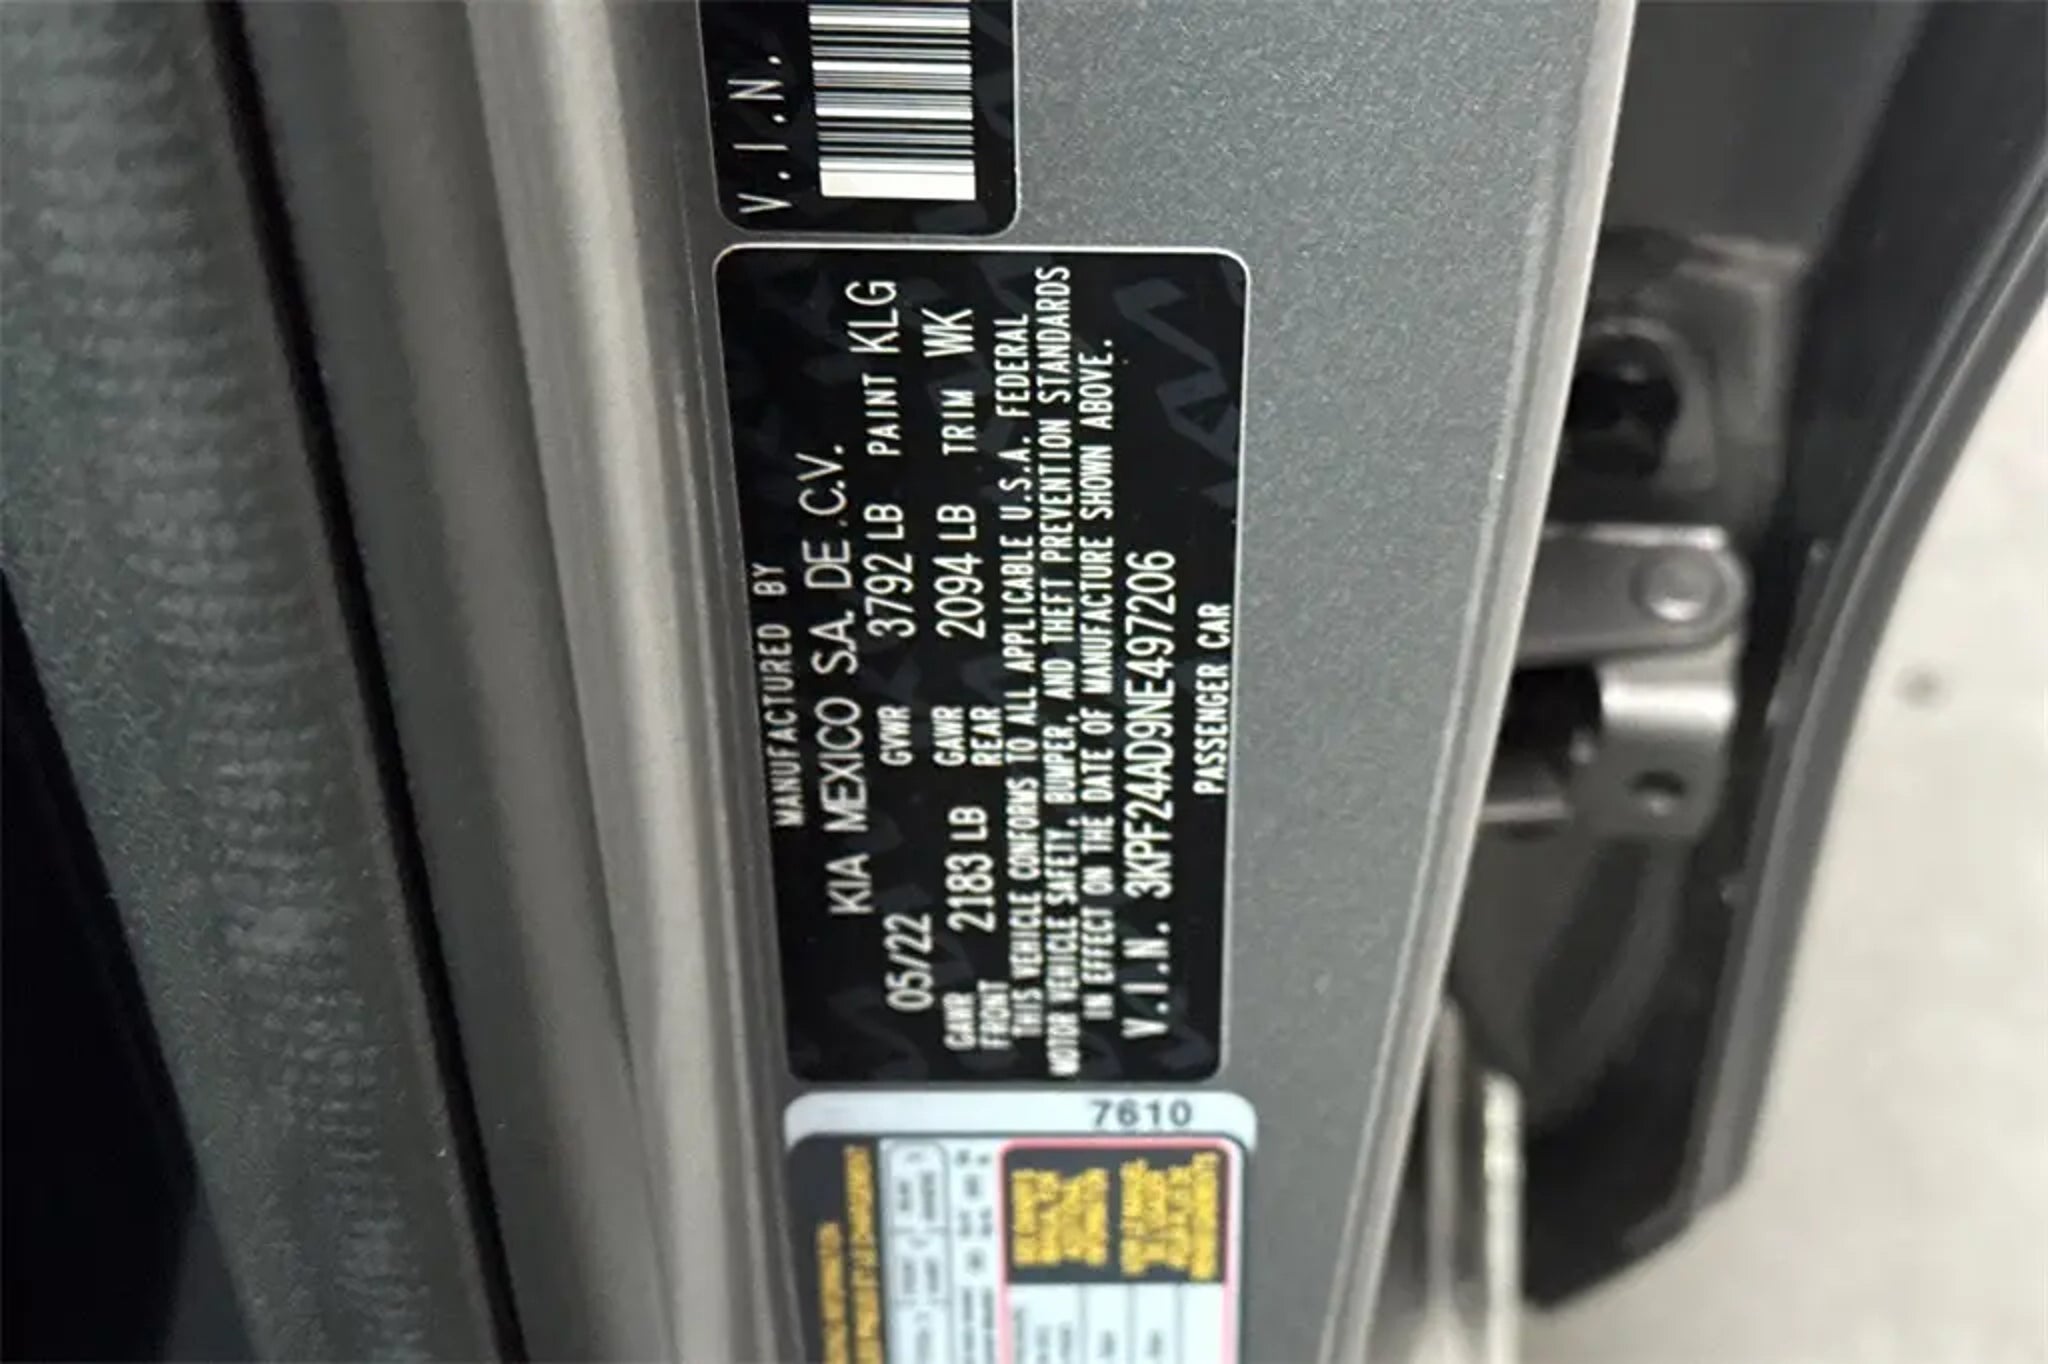 V.I.N.
MANUFACTURED BY
KIA MEXICO S.A. DE .C.V.
05/22 GVWR 3792 LB PAINT KLG
GAWR FRONT 2183 LB GAWR REAR 2094 LB TRIM WK
THIS VEHICLE CONFORMS TO ALL APPLICABLE U.S.A. FEDERAL
MOTOR VEHICLE SAFETY, BUMPER, AND THEFT PREVENTION STANDARDS
IN EFFECT ON THE DATE OF MANUFACTURE SHOWN ABOVE.
V.I.N. 3KPF24AD9NE497206
PASSENGER CAR
7610